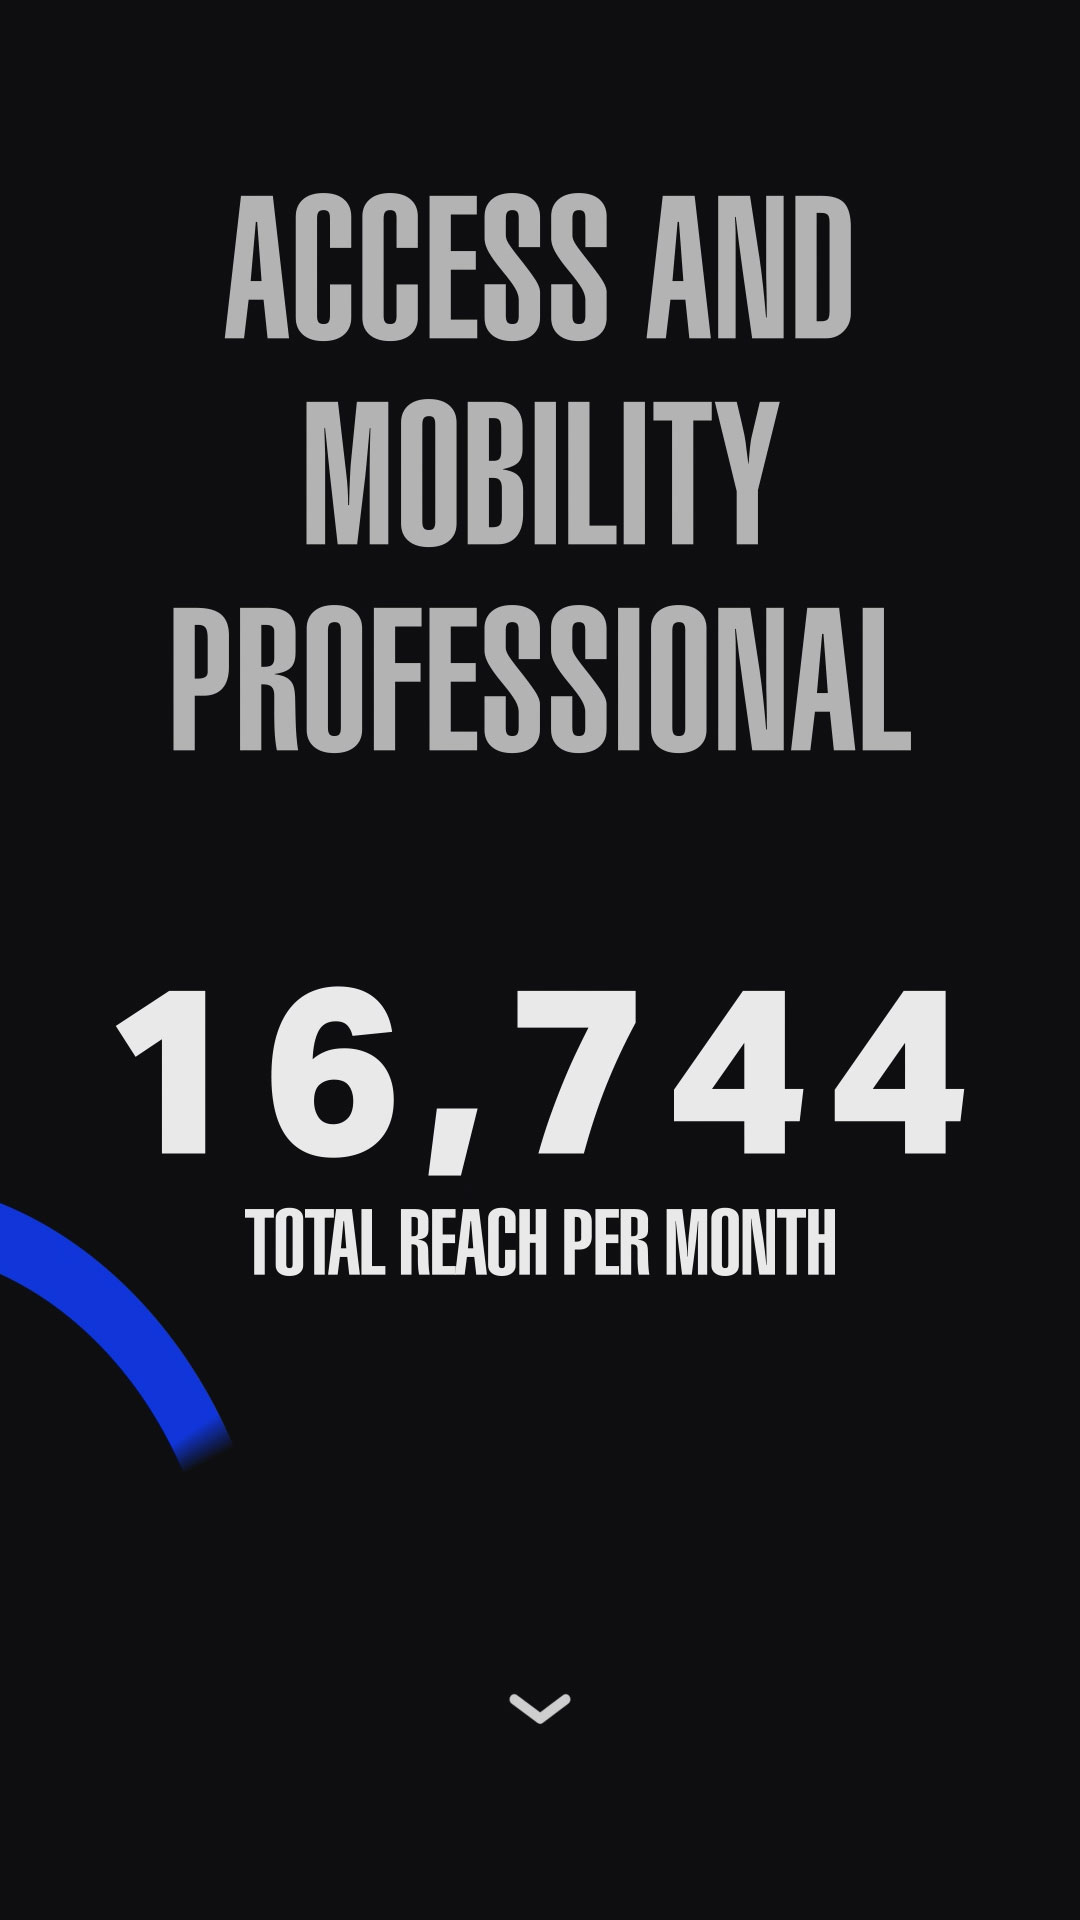 ACCESS AND
MOBILITY
PROFESSIONAL
16,744
TOTAL REACH PER MONTH